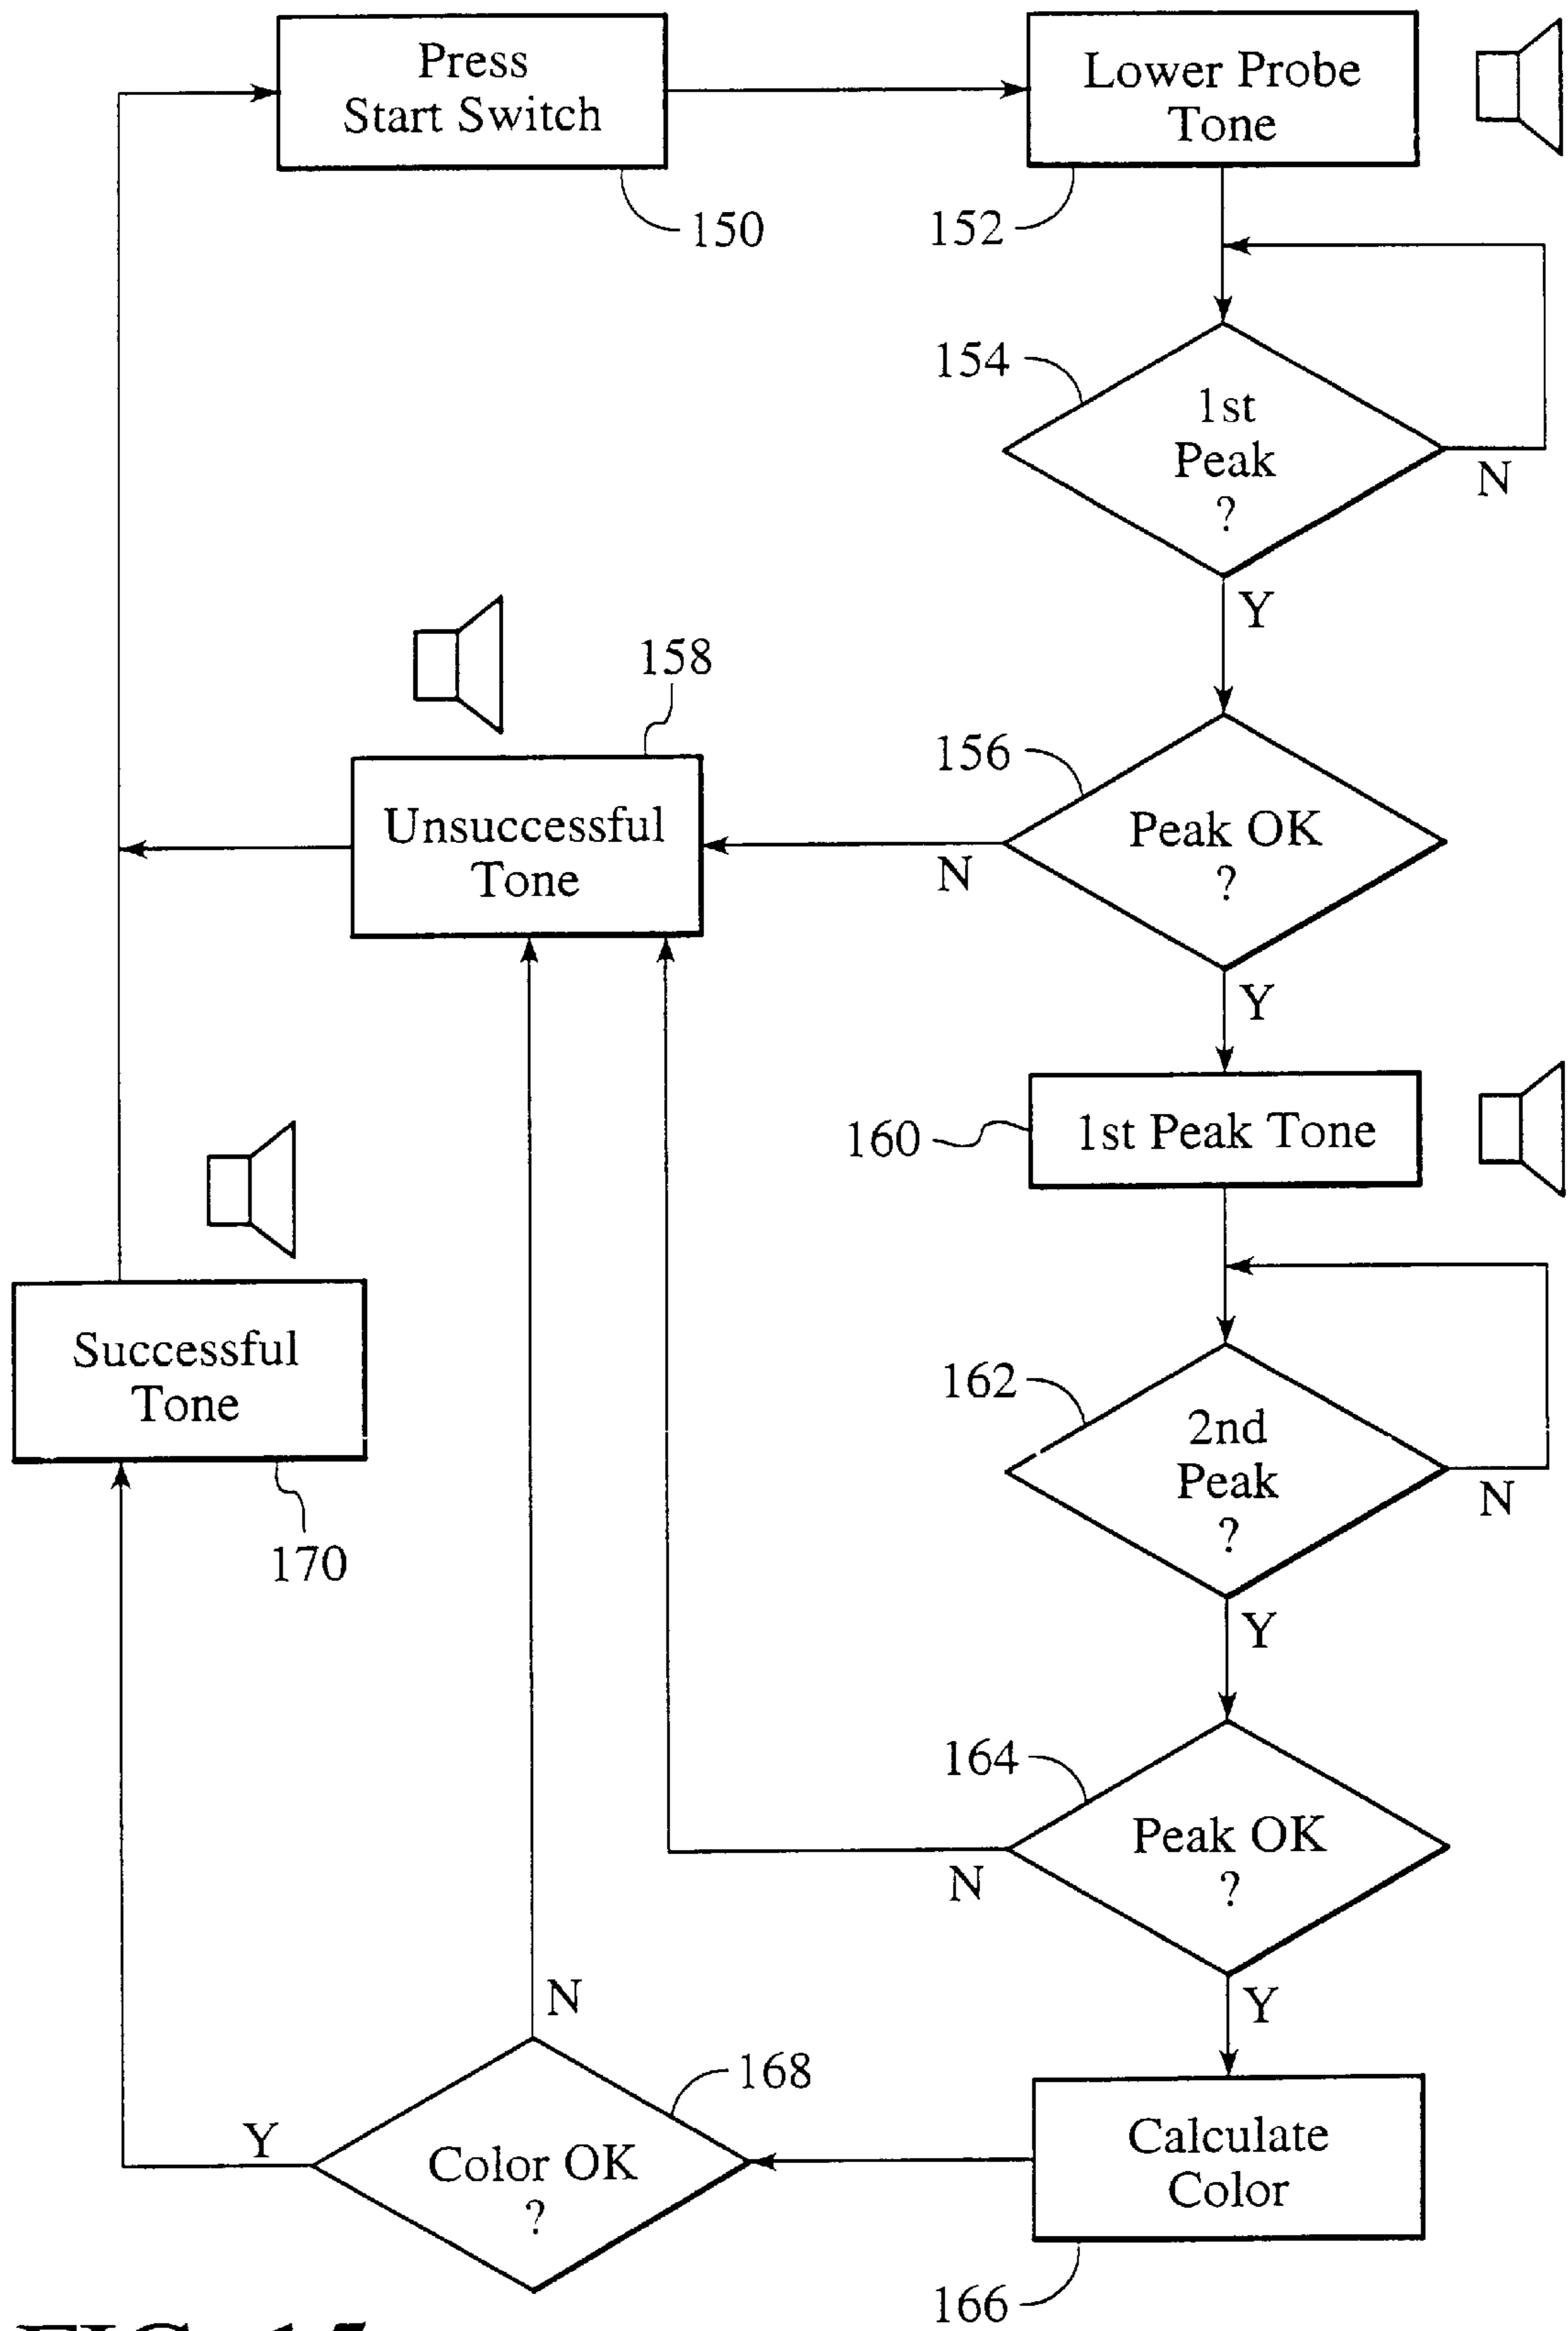 Press
Start Switch
150
Lower Probe
Tone
152
154
1st
Peak
?
N
Y
158
Unsuccessful
Tone
156
Peak OK
?
N
Y
160
1st Peak Tone
Successful
Tone
170
162
2nd
Peak
?
N
Y
164
Peak OK
?
N
Y
168
Color OK
?
N
Y
Calculate
Color
166